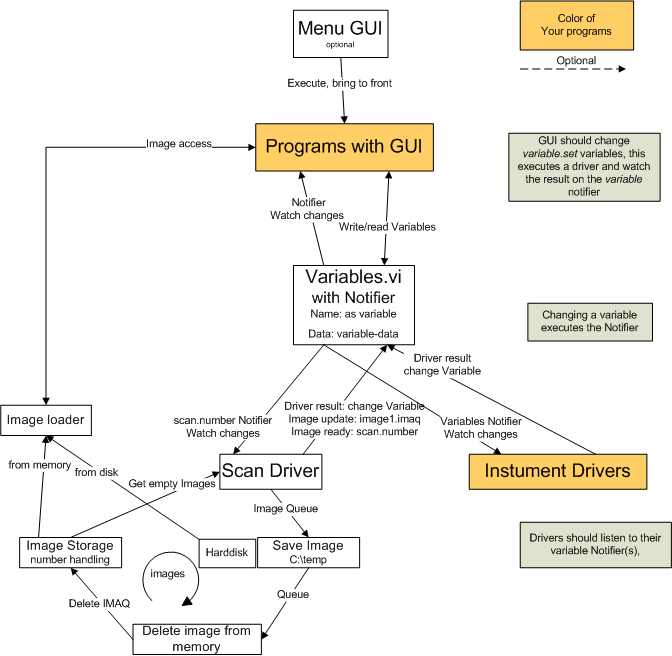 Menu GUI
optional
Color of
Your programs
Optional
Execute, bring to front
Image access
Programs with GUI
GUI should change
variable.set variables, this
executes a driver and watch
the result on the variable
notifier
Notifier
Watch changes
Write/read Variables
Variables.vi
with Notifier
Name: as variable
Data: variable-data
Changing a variable
executes the Notifier
Driver result
change Variable
Image loader
scan.number Notifier
Watch changes
Driver result: change Variable
Image update: image1.imaq
Image ready: scan.number
Variables Notifier
Watch changes
from memory
from disk
Get empty Images
Scan Driver
Instument Drivers
Image Queue
Image Storage
number handling
Harddisk
Save Image
C:\temp
Drivers should listen to their
variable Notifier(s),
images
Delete IMAQ
Queue
Delete image from
memory